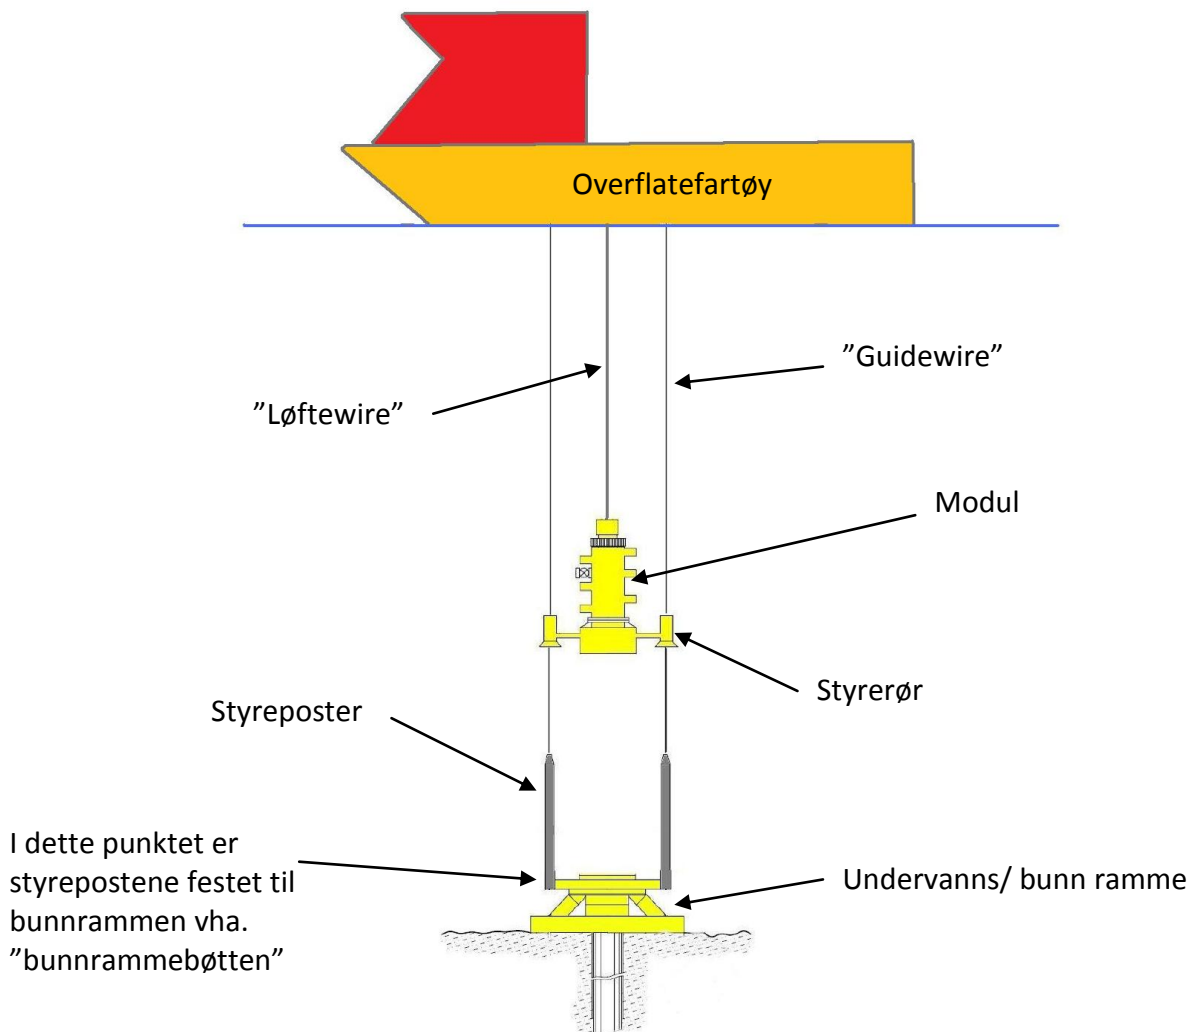 Overflatefartøy
”Guidewire”
”Løftewire”
Modul
Styrerør
Styreposter
I dette punktet er
styrepostene festet til
bunnrammen vha.
”bunnrammebøtten”
Undervanns/ bunn ramme